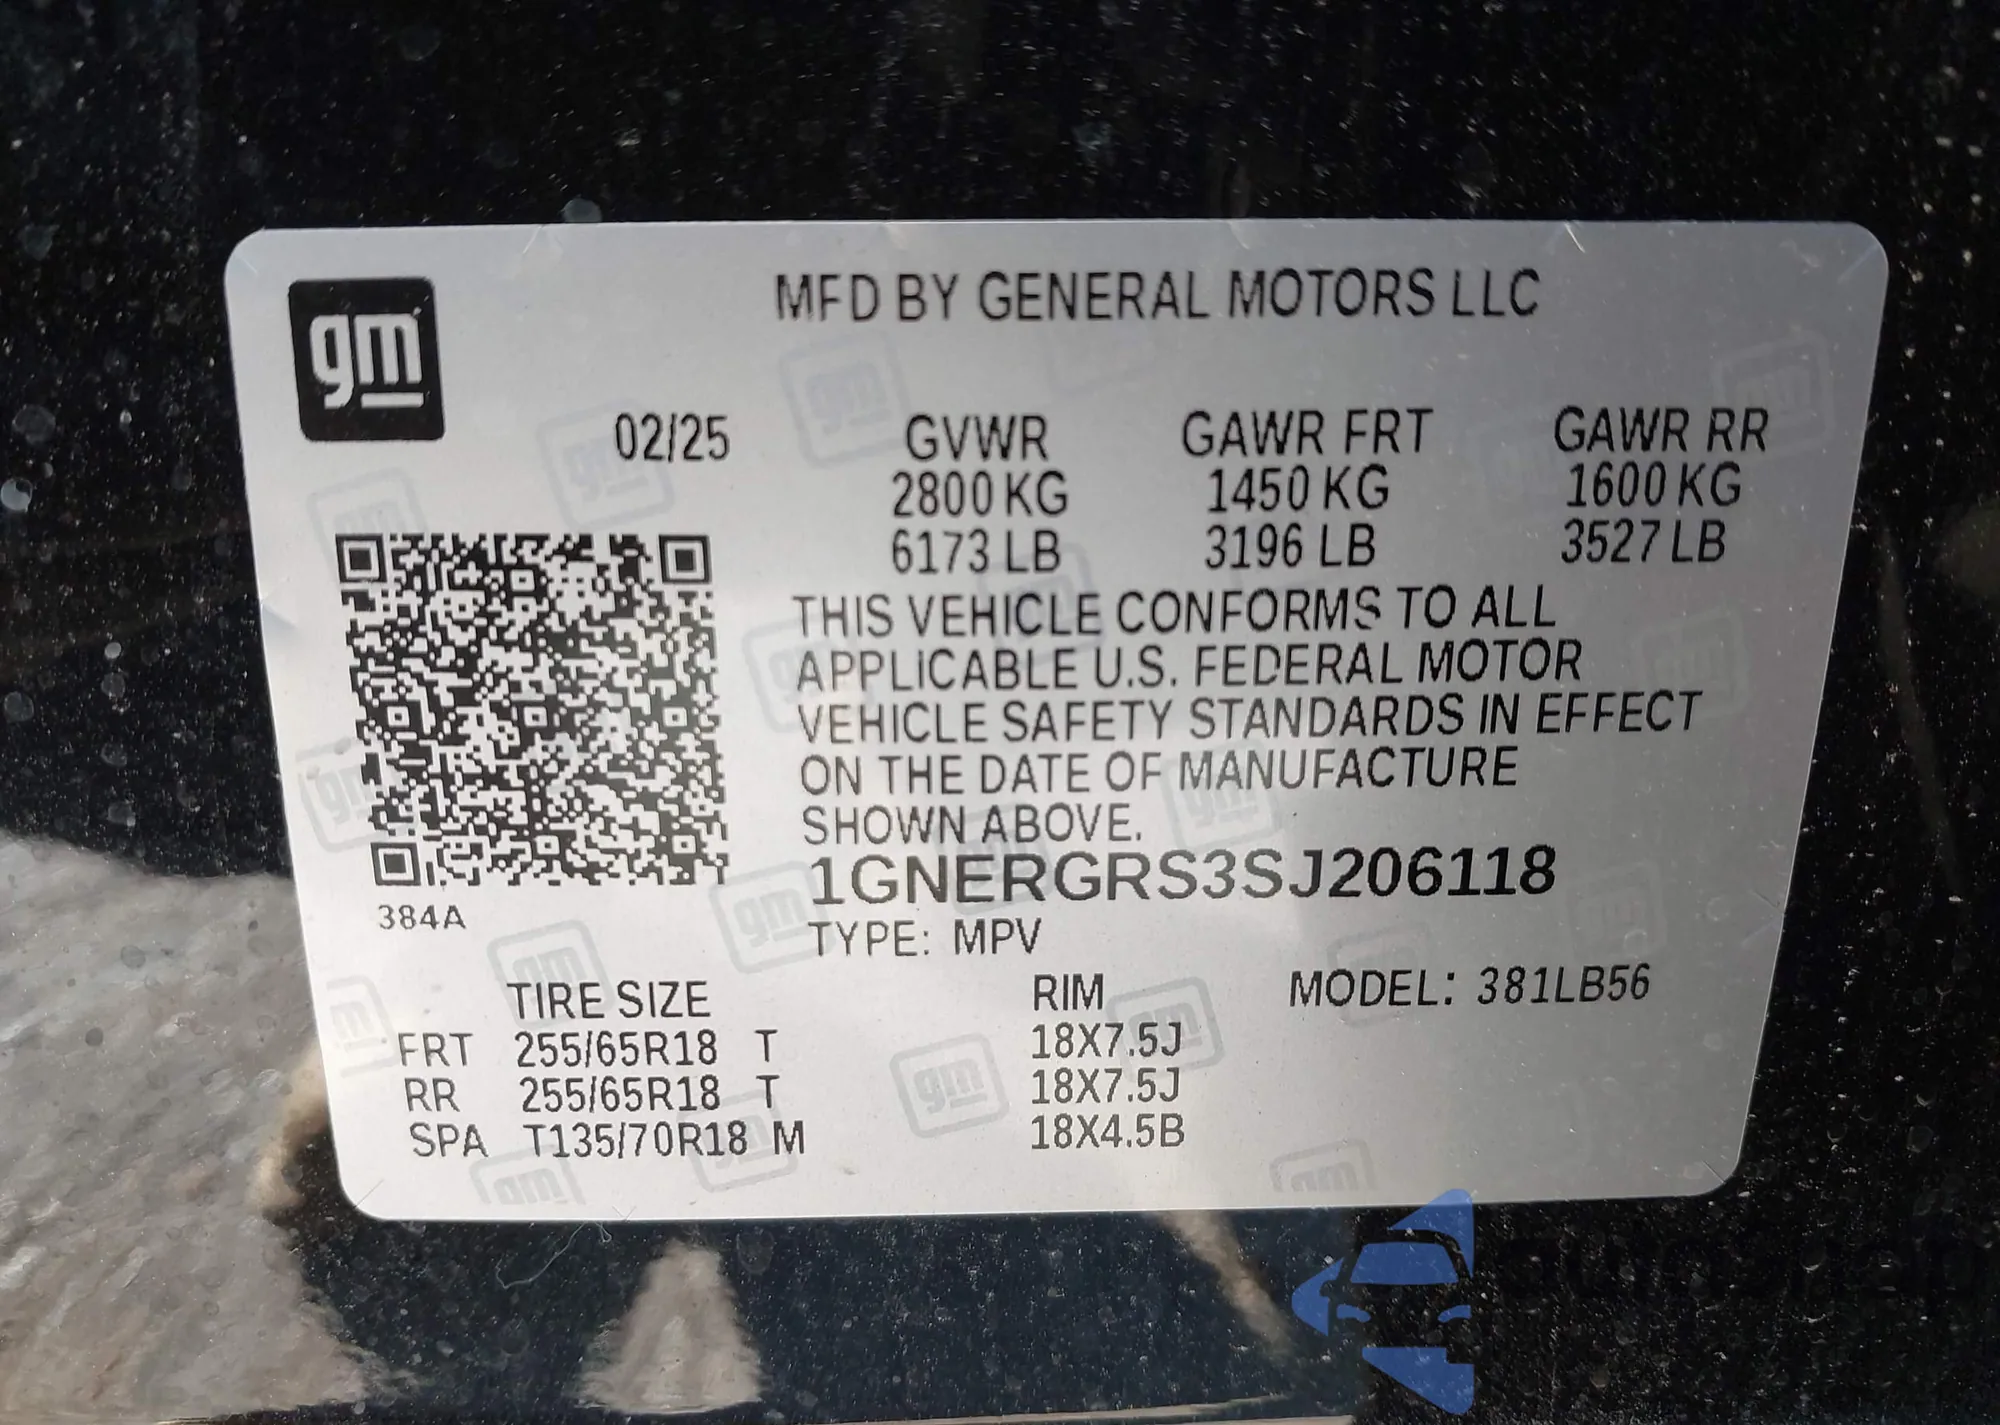 gm
MFD BY GENERAL MOTORS LLC
02/25 GVWR GAWR FRT GAWR RR
2800 KG 1450 KG 1600 KG
6173 LB 3196 LB 3527 LB
THIS VEHICLE CONFORMS TO ALL
APPLICABLE U.S. FEDERAL MOTOR
VEHICLE SAFETY STANDARDS IN EFFECT
ON THE DATE OF MANUFACTURE
SHOWN ABOVE.
1GNERGRS3SJ206118
384A
TYPE: MPV
TIRE SIZE RIM MODEL: 381LB56
FRT 255/65R18 T 18X7.5J
RR 255/65R18 T 18X7.5J
SPA T135/70R18 M 18X4.5B